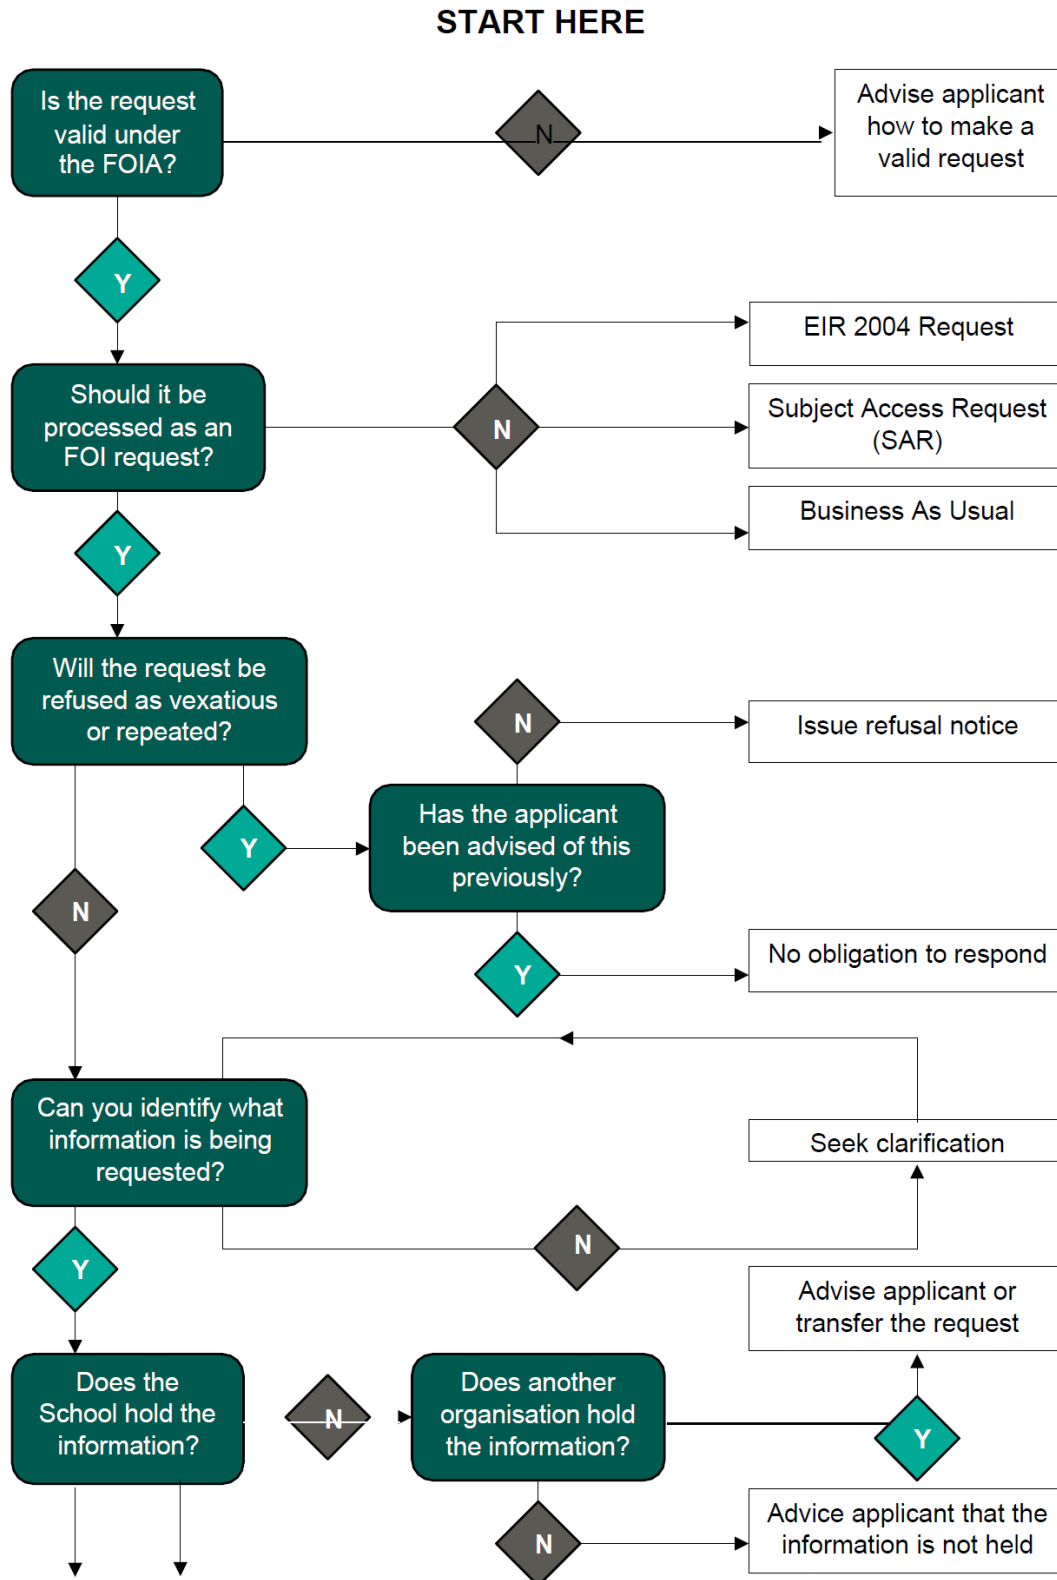 START HERE
Is the request
valid under
the FOIA?
N
Advise applicant
how to make a
valid request
Y
EIR 2004 Request
Should it be
processed as an
FOI request?
N
Subject Access Request
(SAR)
Business As Usual
Y
Will the request be
refused as vexatious
or repeated?
N
Issue refusal notice
Y
Has the applicant
been advised of this
previously?
N
Y
No obligation to respond
Can you identify what
information is being
requested?
Seek clarification
N
Y
Advise applicant or
transfer the request
Does the
School hold the
information?
N
Does another
organisation hold
the information?
Y
N
Advice applicant that the
information is not held